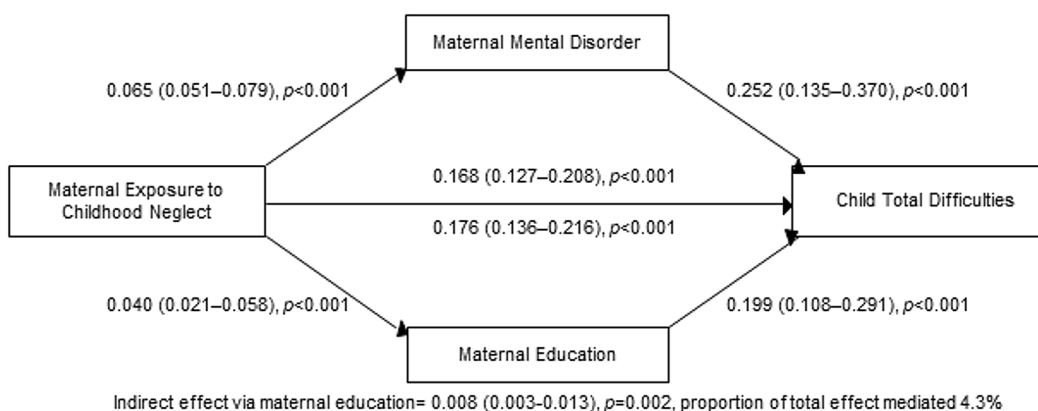 Maternal Mental Disorder
0.065 (0.051–0.079), p<0.001
0.252 (0.135–0.370), p<0.001
Maternal Exposure to
Childhood Neglect
0.168 (0.127–0.208), p<0.001
0.176 (0.136–0.216), p<0.001
Child Total Difficulties
0.040 (0.021–0.058), p<0.001
0.199 (0.108–0.291), p<0.001
Maternal Education
Indirect effect via maternal education= 0.008 (0.003-0.013), p=0.002, proportion of total effect mediated 4.3%